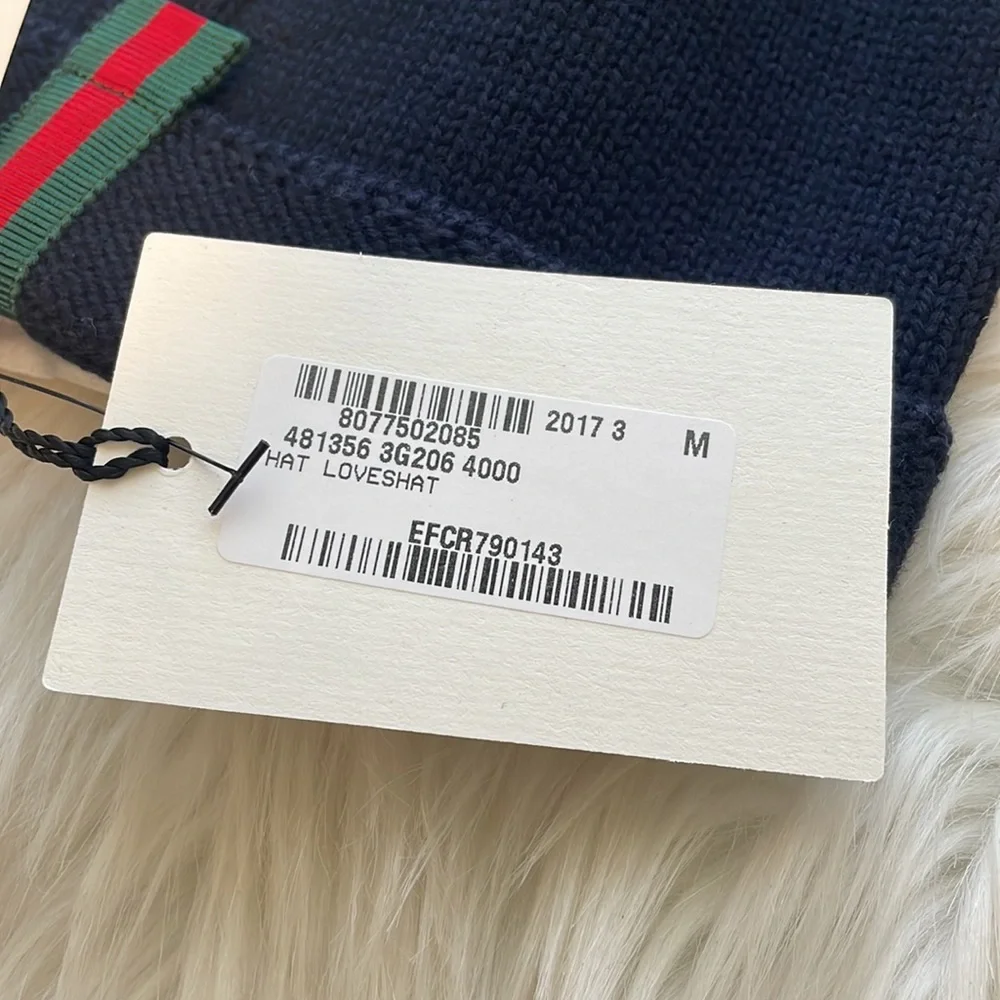 8077502085 2017 3 M
481356 3G206 4000
HAT LOVESHAT
EFCR790143